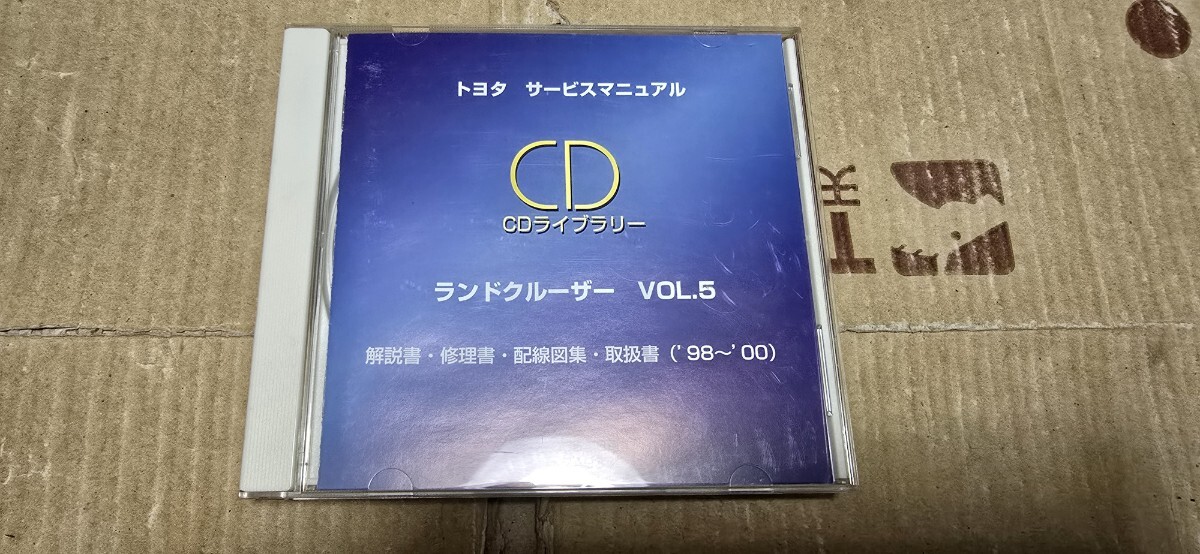 トヨタ　サービスマニュアル
CD
CDライブラリー
ランドクルーザー　VOL.5
解説書・修理書・配線図集・取扱書（'98～'00）
天